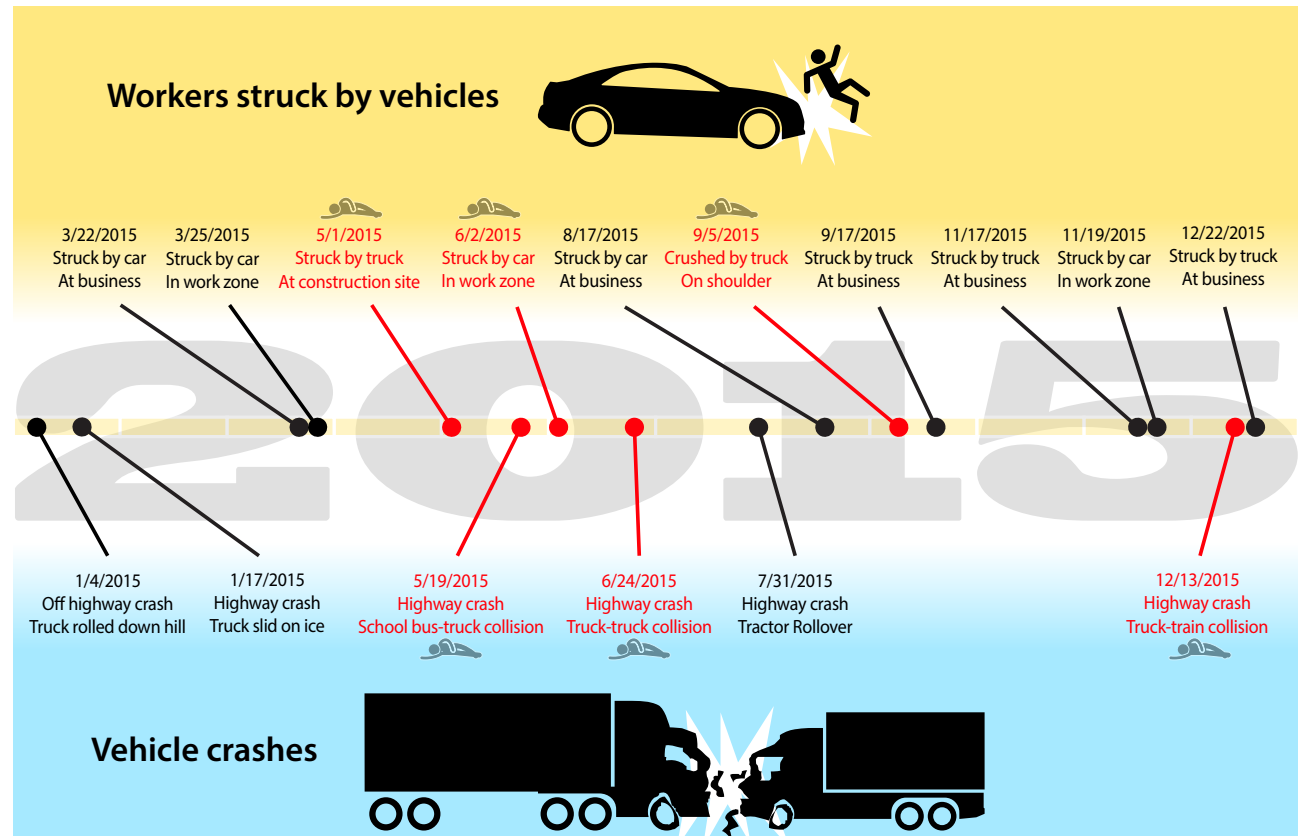 Workers struck by vehicles
3/22/2015
Struck by car
At business
3/25/2015
Struck by car
In work zone
5/1/2015
Struck by truck
At construction site
6/2/2015
Struck by car
In work zone
8/17/2015
Struck by car
At business
9/5/2015
Crushed by truck
On shoulder
9/17/2015
Struck by truck
At business
11/17/2015
Struck by truck
At business
11/19/2015
Struck by car
In work zone
12/22/2015
Struck by truck
At business
2015
1/4/2015
Off highway crash
Truck rolled down hill
1/17/2015
Highway crash
Truck slid on ice
5/19/2015
Highway crash
School bus-truck collision
6/24/2015
Highway crash
Truck-truck collision
7/31/2015
Highway crash
Tractor Rollover
12/13/2015
Highway crash
Truck-train collision
Vehicle crashes